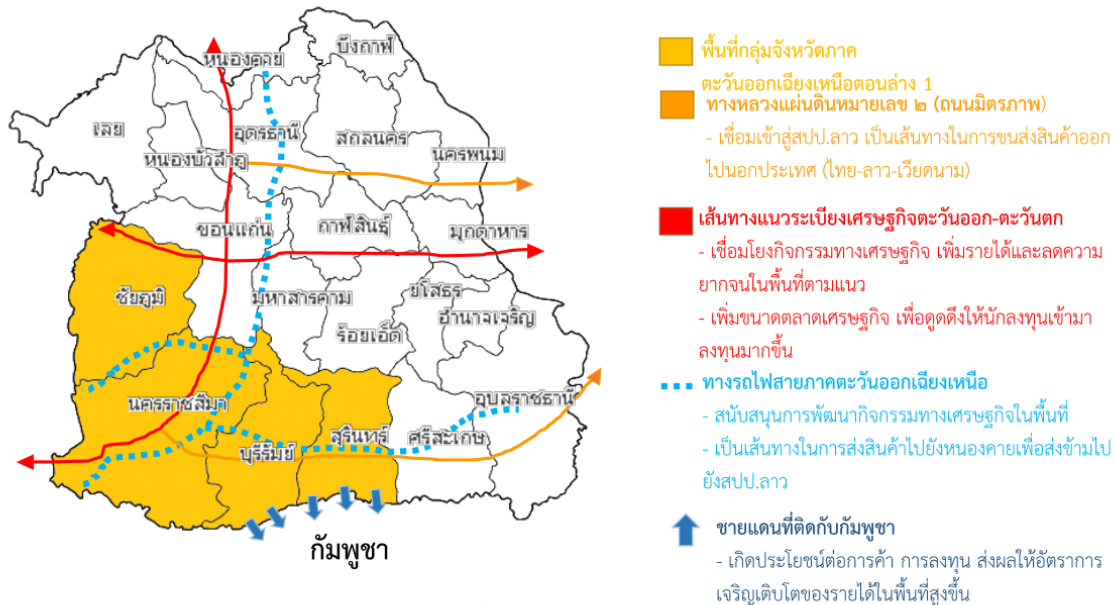 บึงกาฬ
หนองคาย
เลย
อุดรธานี
สกลนคร
นครพนม
หนองบัวลำภู
ขอนแก่น
กาฬสินธุ์
มุกดาหาร
ชัยภูมิ
มหาสารคาม
ยโสธร
อำนาจเจริญ
ร้อยเอ็ด
นครราชสีมา
อุบลราชธานี
บุรีรัมย์
สุรินทร์
ศรีสะเกษ
กัมพูชา
พื้นที่กลุ่มจังหวัดภาค
ตะวันออกเฉียงเหนือตอนล่าง 1
ทางหลวงแผ่นดินหมายเลข ๒ (ถนนมิตรภาพ)
- เชื่อมเข้าสู่สปป.ลาว เป็นเส้นทางในการขนส่งสินค้าออก
ไปนอกประเทศ (ไทย-ลาว-เวียดนาม)
เส้นทางแนวระเบียงเศรษฐกิจตะวันออก-ตะวันตก
- เชื่อมโยงกิจกรรมทางเศรษฐกิจ เพิ่มรายได้และลดความ
ยากจนในพื้นที่ตามแนว
- เพิ่มขนาดตลาดเศรษฐกิจ เพื่อดูดดึงให้นักลงทุนเข้ามา
ลงทุนมากขึ้น
ทางรถไฟสายภาคตะวันออกเฉียงเหนือ
- สนับสนุนการพัฒนากิจกรรมทางเศรษฐกิจในพื้นที่
- เป็นเส้นทางในการส่งสินค้าไปยังหนองคายเพื่อส่งข้ามไป
ยังสปป.ลาว
ชายแดนที่ติดกับกัมพูชา
- เกิดประโยชน์ต่อการค้า การลงทุน ส่งผลให้อัตราการ
เจริญเติบโตของรายได้ในพื้นที่สูงขึ้น